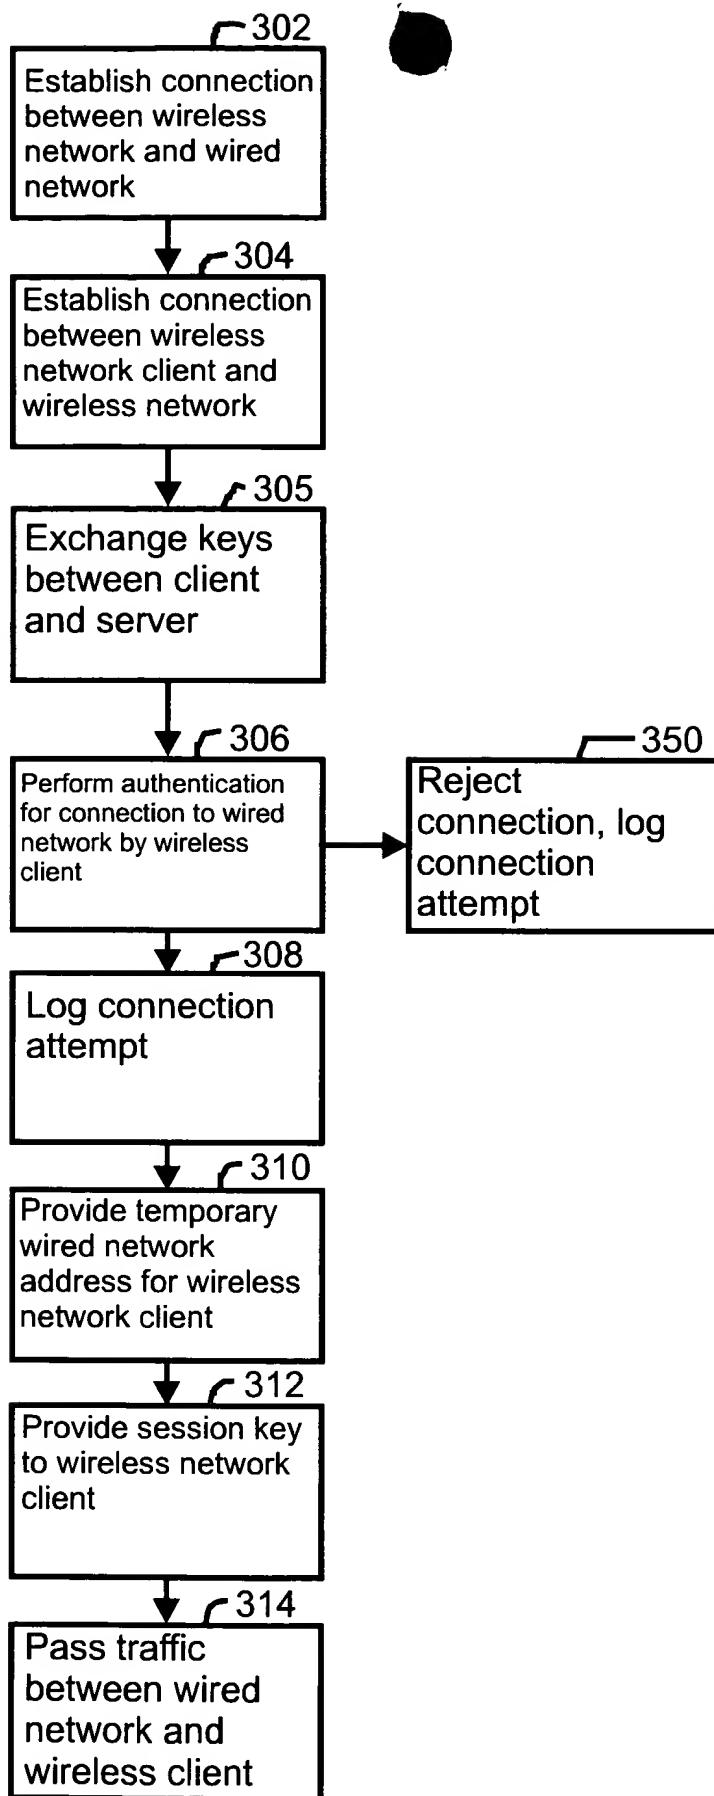 302
Establish connection
between wireless
network and wired
network
304
Establish connection
between wireless
network client and
wireless network
305
Exchange keys
between client
and server
306
Perform authentication
for connection to wired
network by wireless
client
350
Reject
connection, log
connection
attempt
308
Log connection
attempt
310
Provide temporary
wired network
address for wireless
network client
312
Provide session key
to wireless network
client
314
Pass traffic
between wired
network and
wireless client